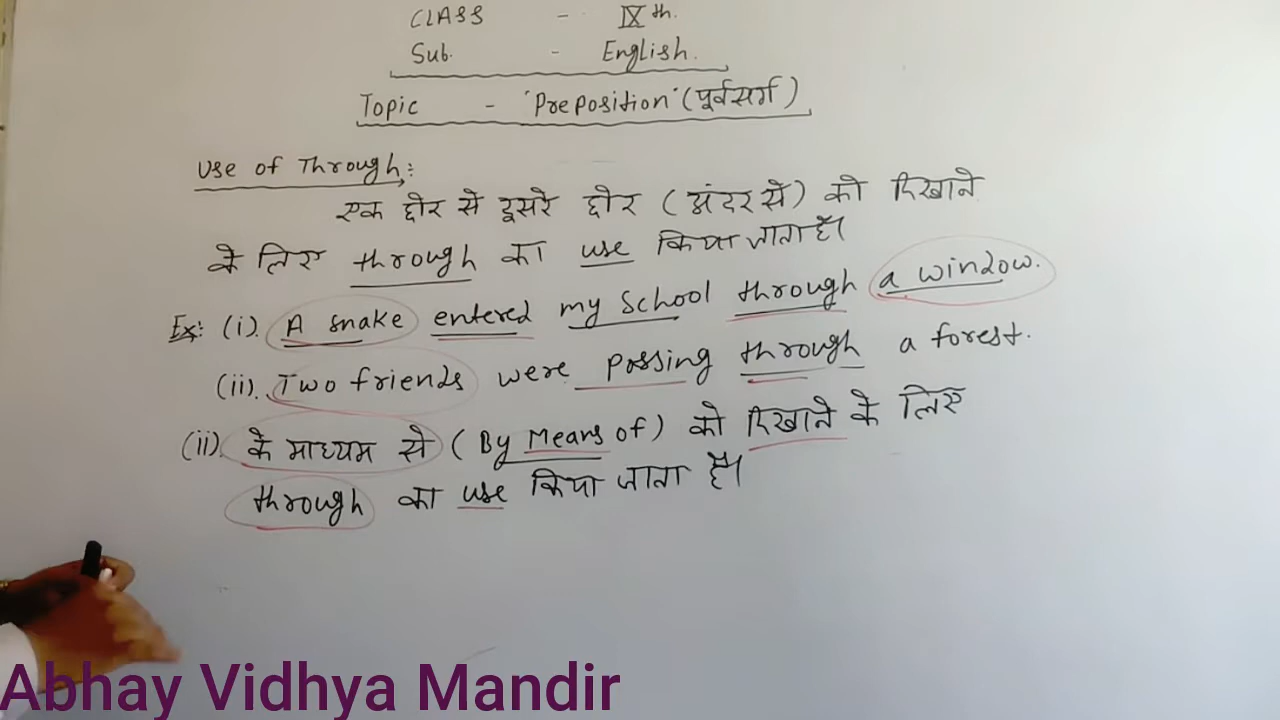 CLASS - IXth.
Sub. - English.
Topic - 'Preposition' (पूर्वसर्ग)
Use of Through:
एक छोर से दूसरे छोर (अंदर से) को दिखाने
के लिए through का use किया जाता है।
Ex: (i). A snake entered my School through a window.
(ii). Two friends were passing through a forest.
(ii). के माध्यम से (By Means of) को दिखाने के लिए
through का use किया जाता है।
Abhay Vidhya Mandir